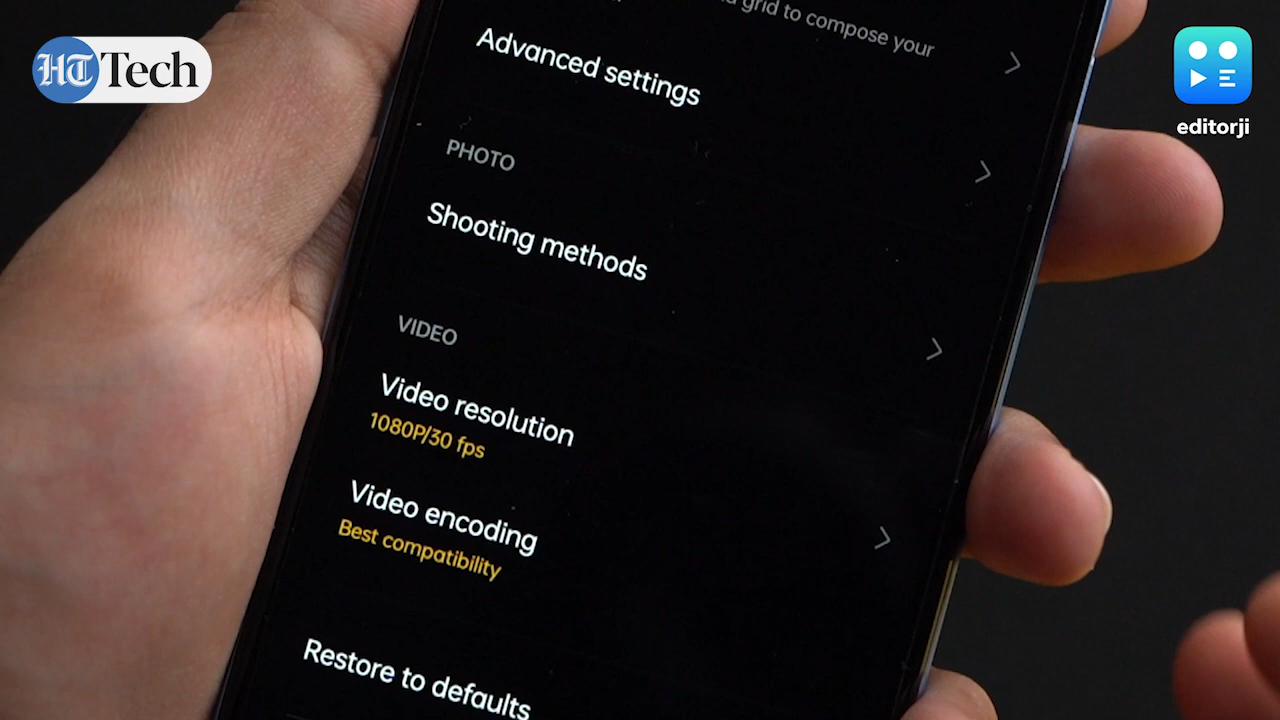 HT Tech
editorji
grid to compose your
Advanced settings
PHOTO
Shooting methods
VIDEO
Video resolution
1080P/30 fps
Video encoding
Best compatibility
Restore to defaults